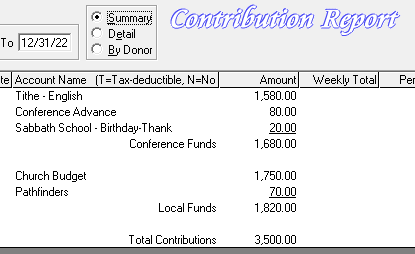 Summary
Contribution Report
Detail
To 12/31/22
By Donor
te Account Name (T=Tax-deductible, N=No Amount Weekly Total Per
Tithe - English 1,580.00
Conference Advance 80.00
Sabbath School - Birthday-Thank 20.00
Conference Funds 1,680.00
Church Budget 1,750.00
Pathfinders 70.00
Local Funds 1,820.00
Total Contributions 3,500.00